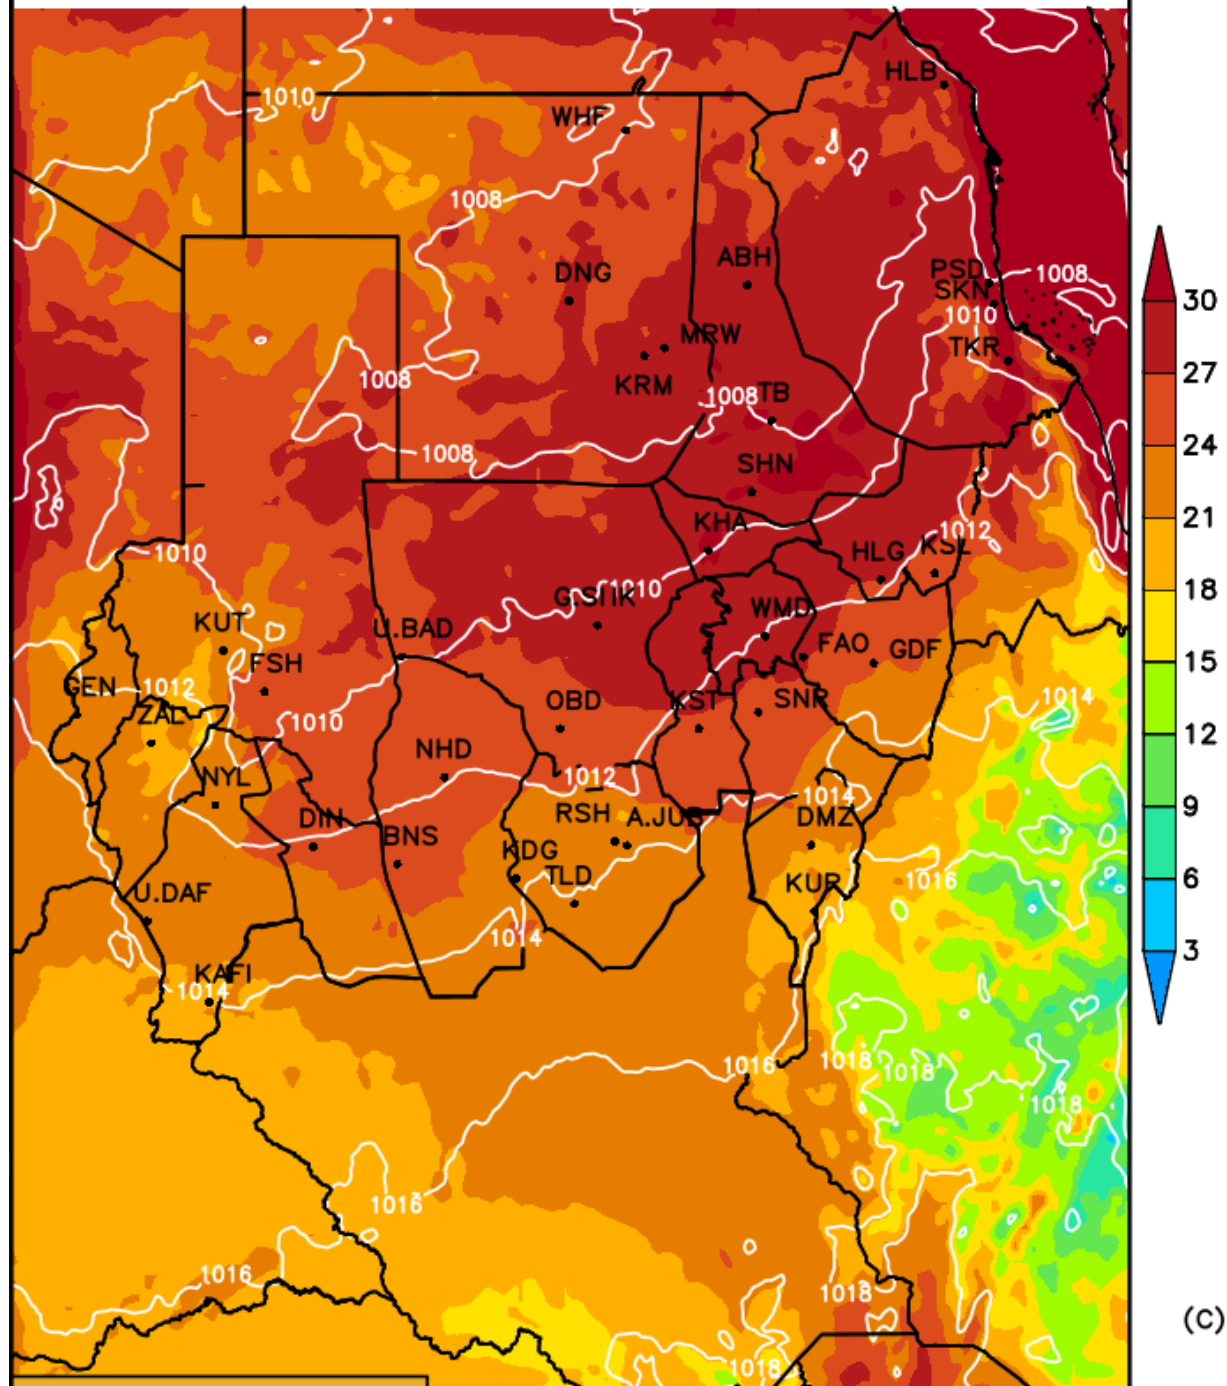 HLB
1010
WHF
1008
ABH
DNG
PSD
1008
SKN
1010
MRW
TKR
1008
KRM
1008
TB
1008
SHN
KHA
1012
1010
HLG
KSL
1010
WMD
KUT
U.BAD
FAO
GDF
FSH
GEN
1012
1014
OBD
KST
SNR
ZAL
1010
NHD
NYL
1012
1014
RSH
A.JUB
DMZ
DIN
BNS
KDG
TLD
KUR
1016
U.DAF
1014
KAFI
1014
1016
1018
1018
1018
1016
1016
1018
1018
30
27
24
21
18
15
12
9
6
3
(C)